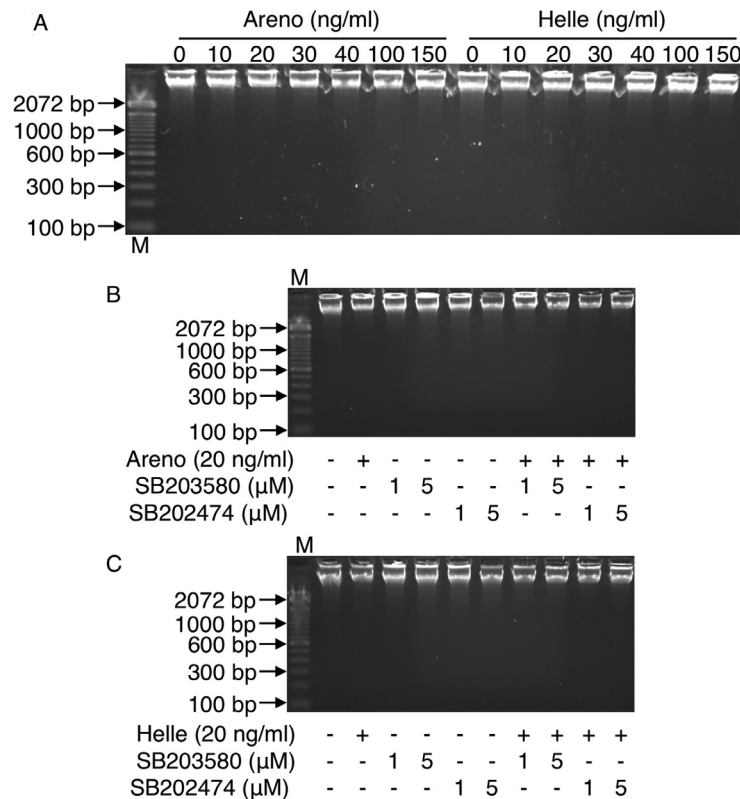 A
Areno (ng/ml) Helle (ng/ml)
0 10 20 30 40 100 150 0 10 20 30 40 100 150
2072 bp
1000 bp
600 bp
300 bp
100 bp
M
B
M
2072 bp
1000 bp
600 bp
300 bp
100 bp
Areno (20 ng/ml) - + - - - - + + + +
SB203580 (μM) - - 1 5 - - 1 5 - -
SB202474 (μM) - - - - 1 5 - - 1 5
C
M
2072 bp
1000 bp
600 bp
300 bp
100 bp
Helle (20 ng/ml) - + - - - - + + + +
SB203580 (μM) - - 1 5 - - 1 5 - -
SB202474 (μM) - - - - 1 5 - - 1 5